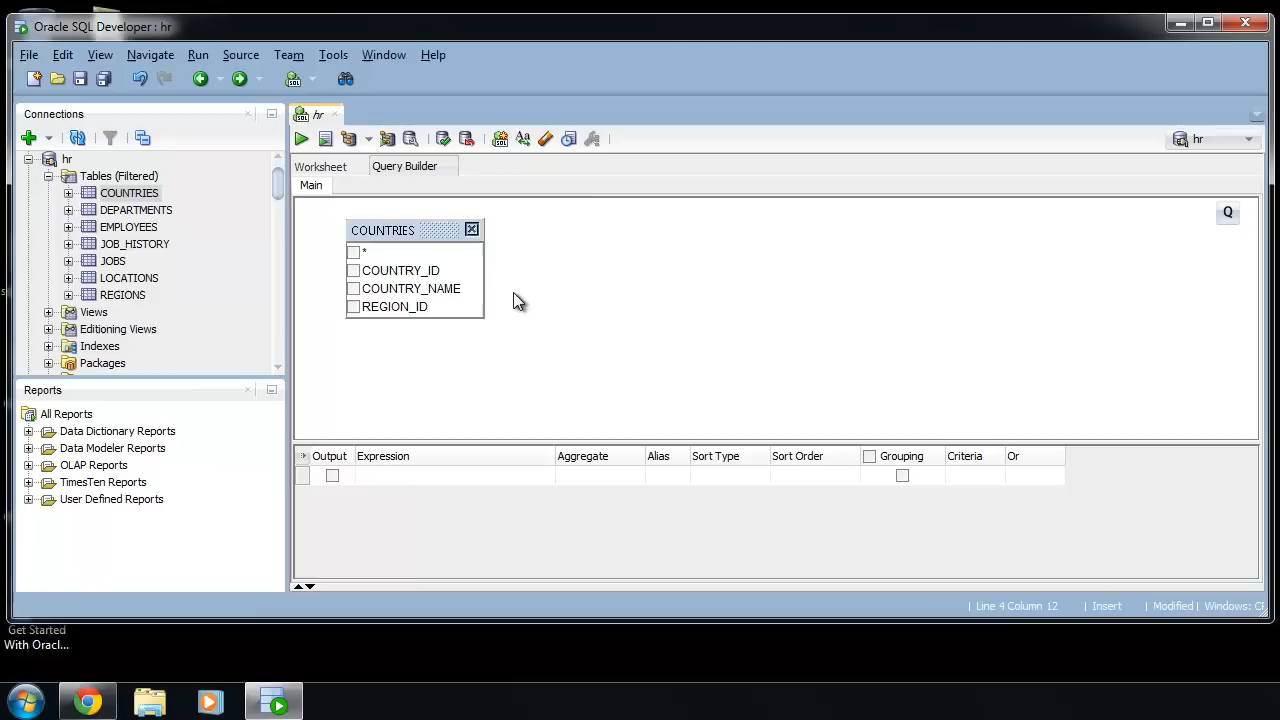 Oracle SQL Developer : hr
File Edit View Navigate Run Source Team Tools Window Help
Connections
hr
Tables (Filtered)
COUNTRIES
DEPARTMENTS
EMPLOYEES
JOB_HISTORY
JOBS
LOCATIONS
REGIONS
Views
Editioning Views
Indexes
Packages
Reports
All Reports
Data Dictionary Reports
Data Modeler Reports
OLAP Reports
TimesTen Reports
User Defined Reports
hr
hr
Worksheet Query Builder
Main
Q
COUNTRIES
*
COUNTRY_ID
COUNTRY_NAME
REGION_ID
Output Expression Aggregate Alias Sort Type Sort Order Grouping Criteria Or
Line 4 Column 12 Insert Modified Windows:
Get Started
With Oracl...